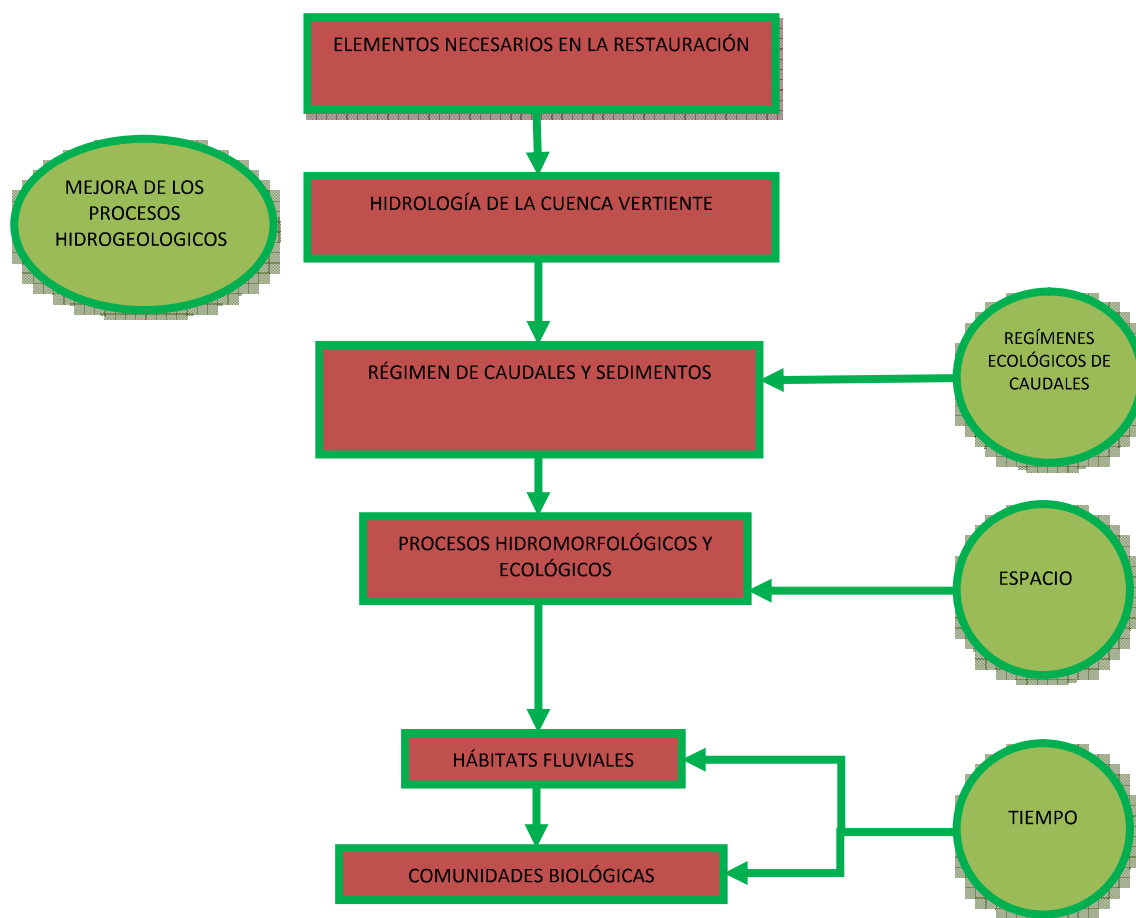 ELEMENTOS NECESARIOS EN LA RESTAURACIÓN
MEJORA DE LOS
PROCESOS
HIDROGEOLOGICOS
HIDROLOGÍA DE LA CUENCA VERTIENTE
RÉGIMEN DE CAUDALES Y SEDIMENTOS
REGÍMENES
ECOLÓGICOS DE
CAUDALES
PROCESOS HIDROMORFOLÓGICOS Y
ECOLÓGICOS
ESPACIO
HÁBITATS FLUVIALES
TIEMPO
COMUNIDADES BIOLÓGICAS